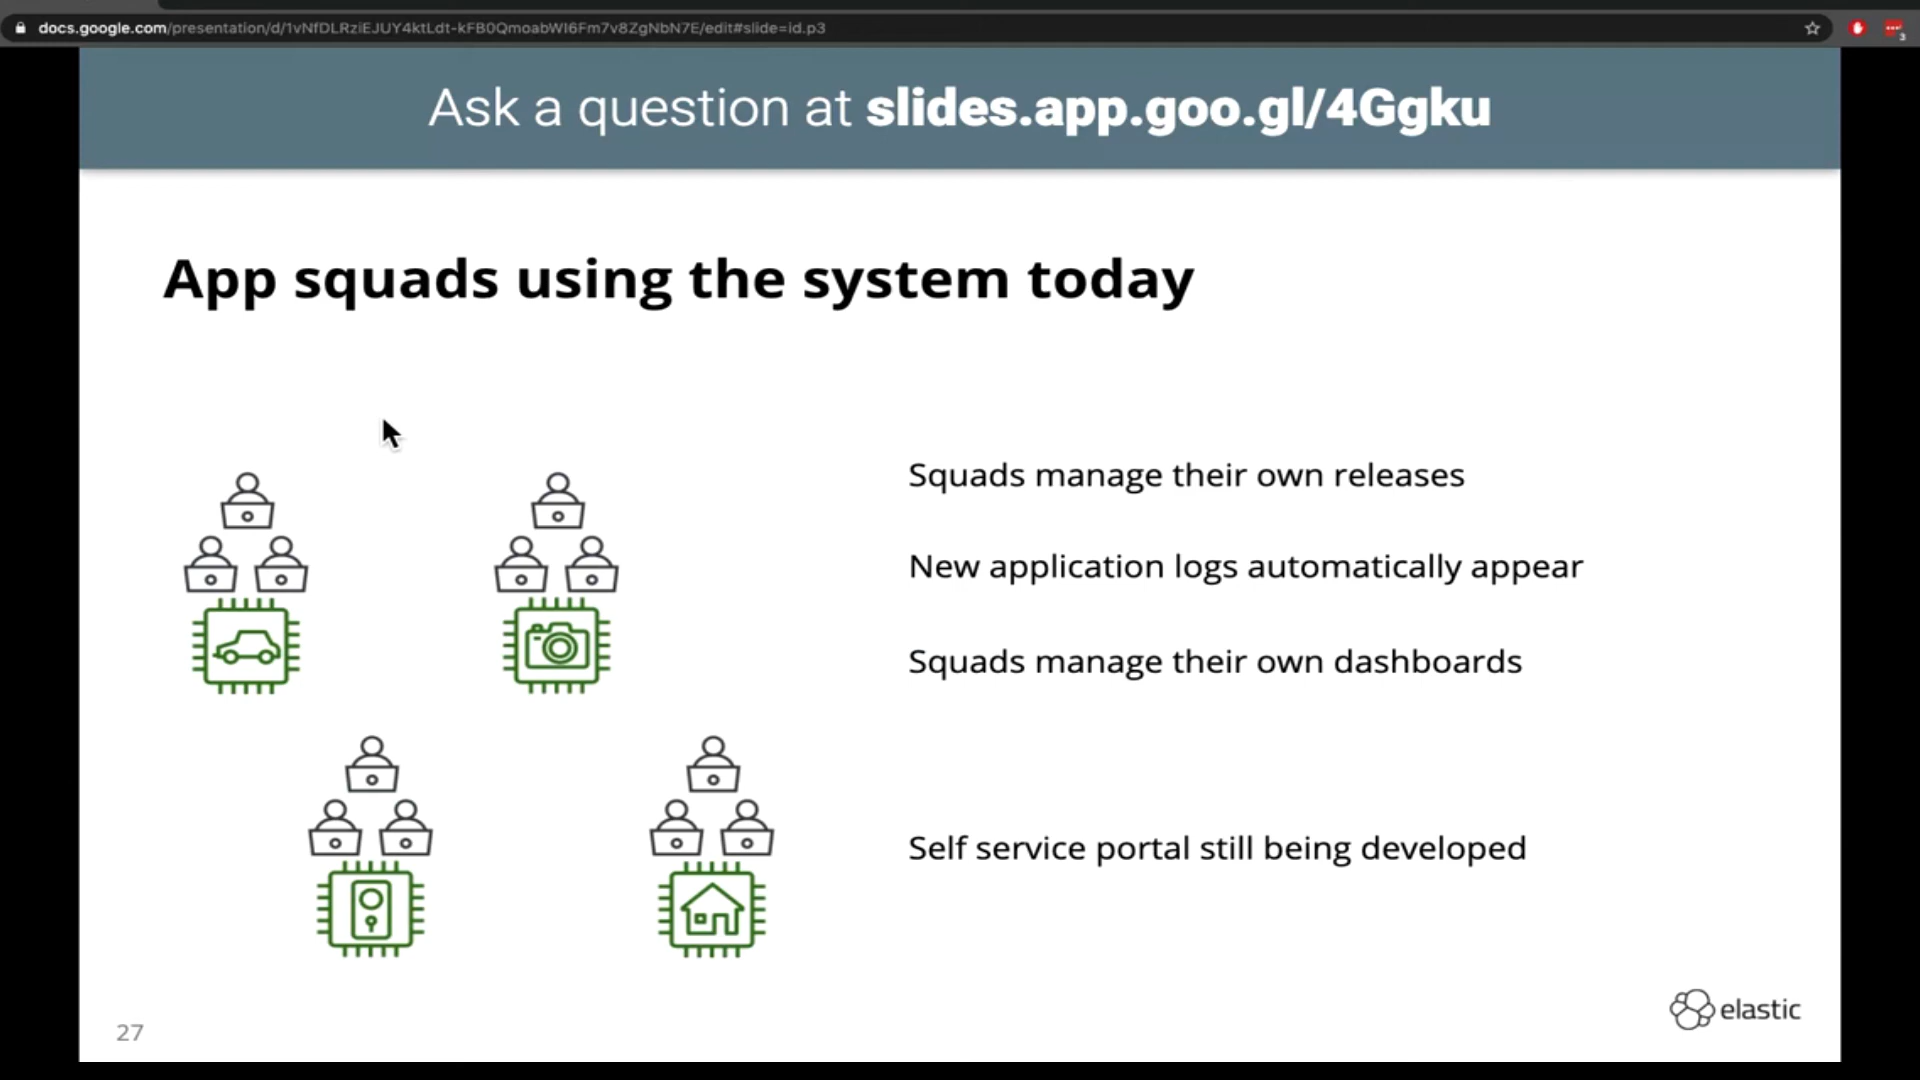 docs.google.com/presentation/d/1vNfDLRziEJUY4ktLdt-kFB0QmoabWI6Fm7v8ZgNbN7E/edit#slide=id.p3
3
Ask a question at slides.app.goo.gl/4Ggku
App squads using the system today
Squads manage their own releases
New application logs automatically appear
Squads manage their own dashboards
Self service portal still being developed
27
elastic